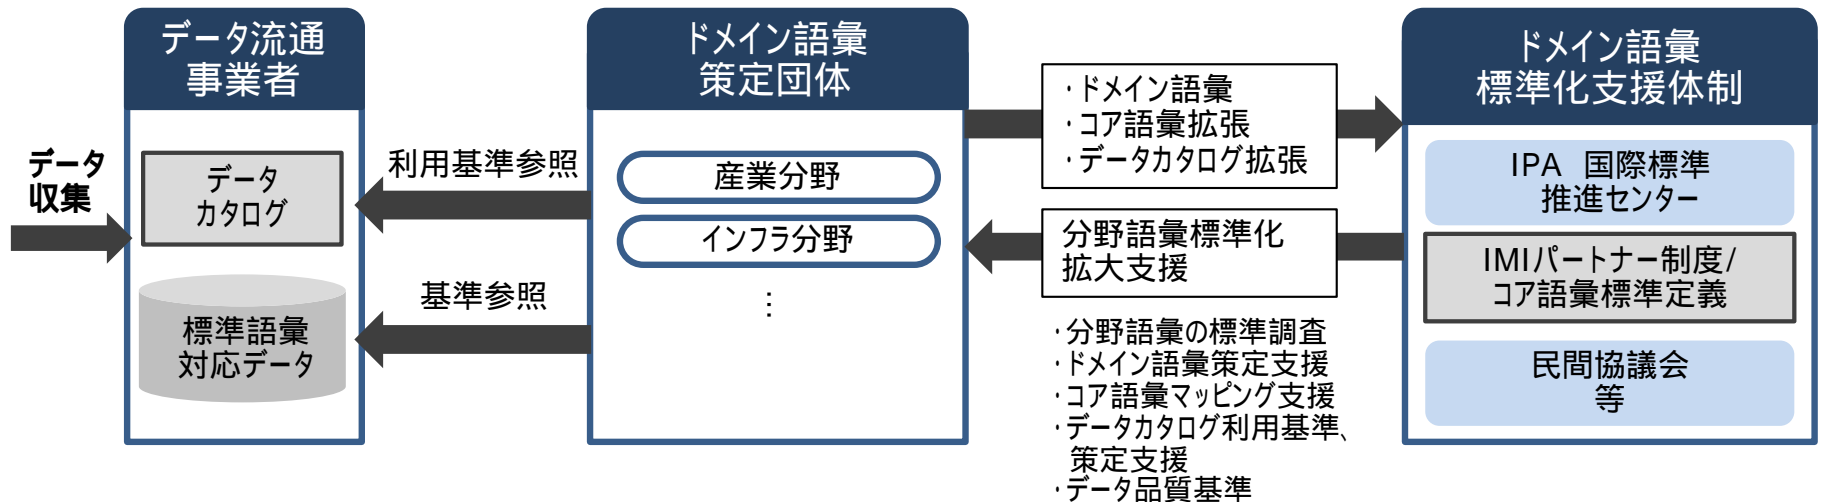 データ
収集
データ流通
事業者
データ
カタログ
標準語彙
対応データ
利用基準参照
基準参照
ドメイン語彙
策定団体
産業分野
インフラ分野
⋮
・ドメイン語彙
・コア語彙拡張
・データカタログ拡張
分野語彙標準化
拡大支援
・分野語彙の標準調査
・ドメイン語彙策定支援
・コア語彙マッピング支援
・データカタログ利用基準、
策定支援
・データ品質基準
ドメイン語彙
標準化支援体制
IPA 国際標準
推進センター
IMIパートナー制度/
コア語彙標準定義
民間協議会
等